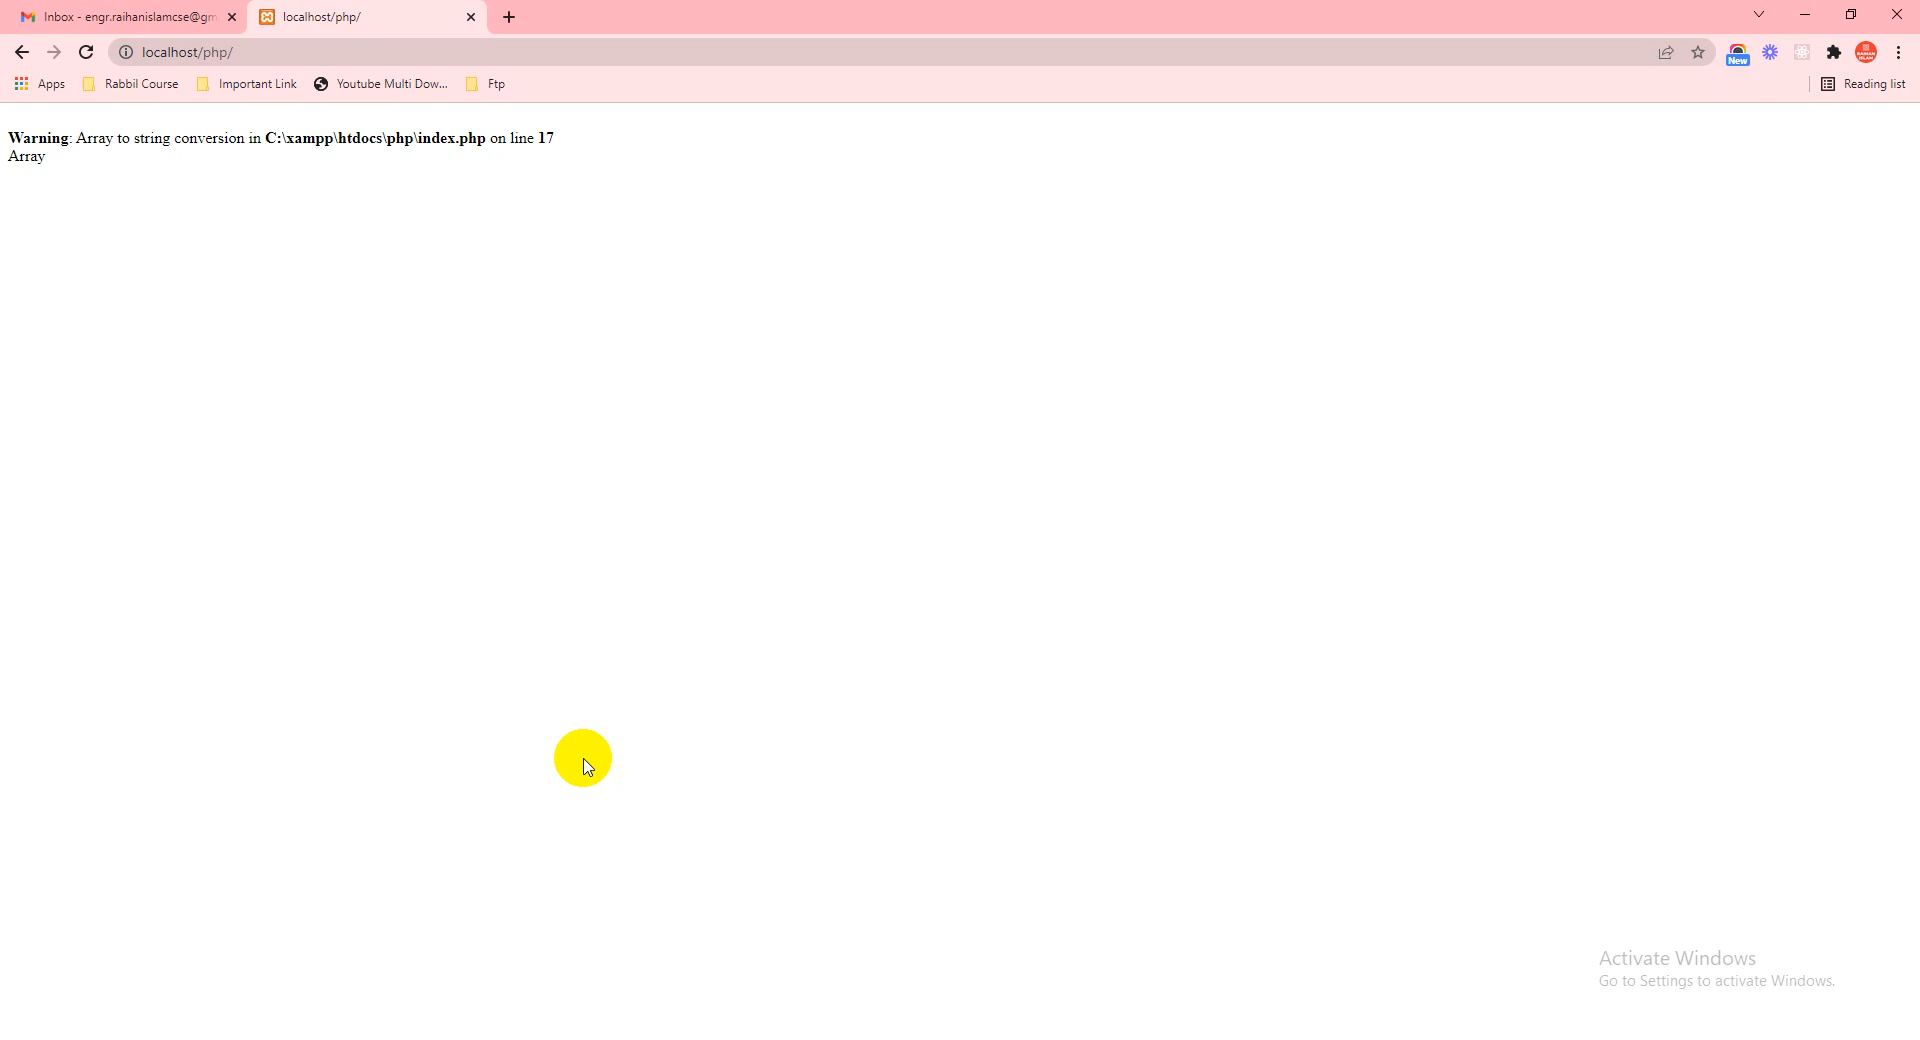 Inbox - engr.raihanislamcse@gm
localhost/php/
localhost/php/
New
Apps
Rabbil Course
Important Link
Youtube Multi Dow...
Ftp
Reading list
Warning: Array to string conversion in C:\xampp\htdocs\php\index.php on line 17
Array
Activate Windows
Go to Settings to activate Windows.